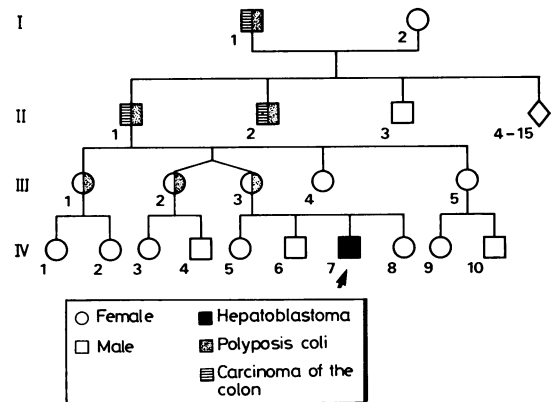 I
1
2
II
1
2
3
4-15
III
1
2
3
4
5
IV
1
2
3
4
5
6
7
8
9
10
Female
Hepatoblastoma
Male
Polyposis coli
Carcinoma of the
colon